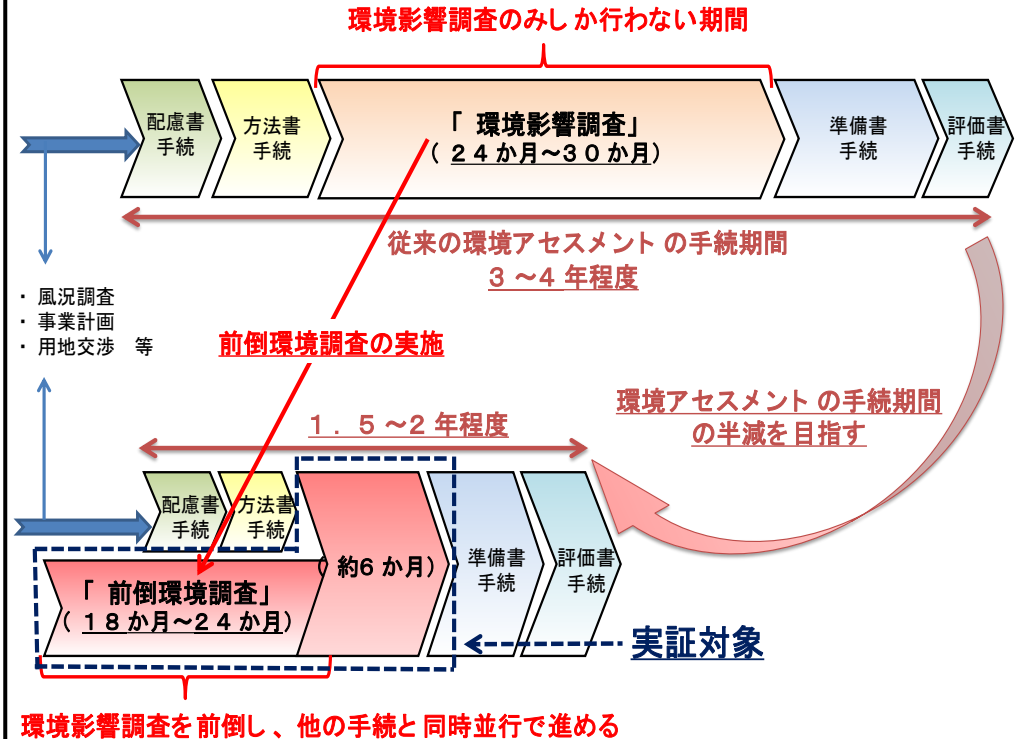 環境影響調査のみしか行わない期間
配慮書
手続
方法書
手続
「環境影響調査」
(24か月～30か月)
準備書
手続
評価書
手続
従来の環境アセスメントの手続期間
3～4年程度
・風況調査
・事業計画
・用地交渉　等
前倒環境調査の実施
環境アセスメントの手続期間
の半減を目指す
1．5～2年程度
配慮書
手続
方法書
手続
(約6か月)
準備書
手続
評価書
手続
「前倒環境調査」
(18か月～24か月)
実証対象
環境影響調査を前倒し、他の手続と同時並行で進める